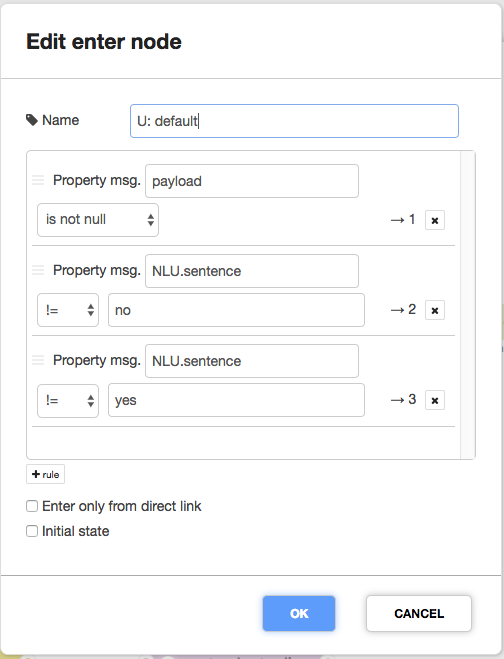 Edit enter node
Name U: default
Property msg. payload
is not null → 1 ×
Property msg. NLU.sentence
!= no → 2 ×
Property msg. NLU.sentence
!= yes → 3 ×
+ rule
Enter only from direct link
Initial state
OK CANCEL